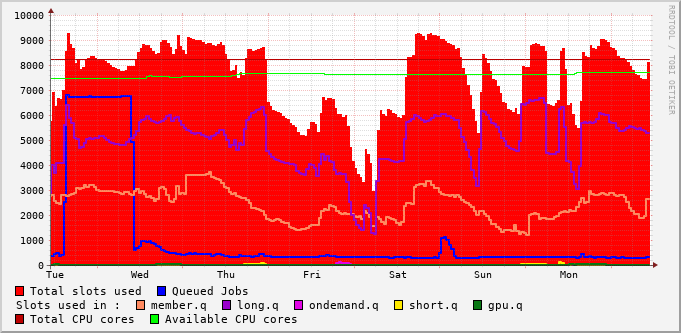 10000
9000
8000
7000
6000
5000
4000
3000
2000
1000
0
Tue Wed Thu Fri Sat Sun Mon
RRDTOOL / TOBI OETIKER
Total slots used Queued Jobs
Slots used in : member.q long.q ondemand.q short.q gpu.q
Total CPU cores Available CPU cores